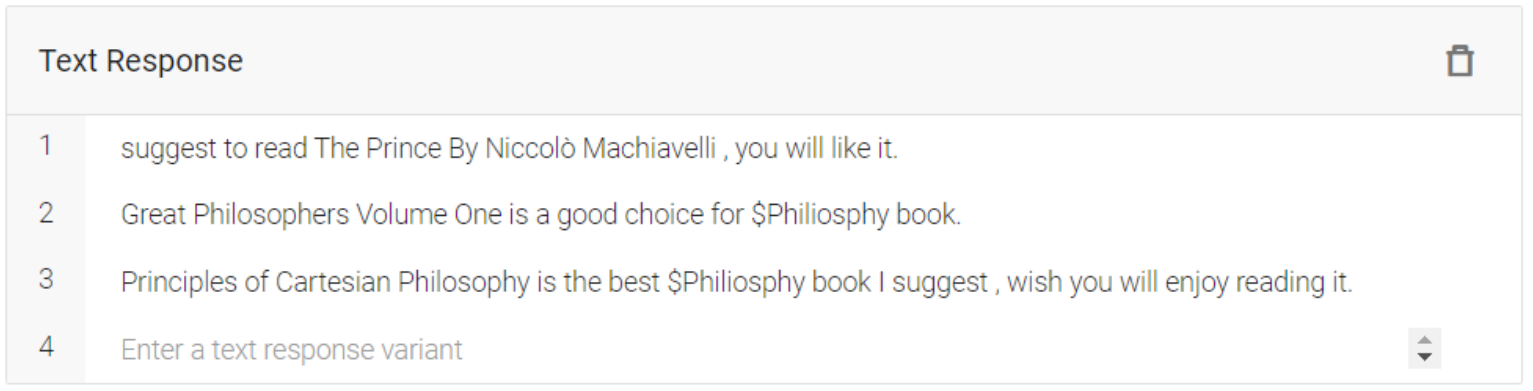 Text Response
1 suggest to read The Prince By Niccolò Machiavelli , you will like it.
2 Great Philosophers Volume One is a good choice for $Philiosphy book.
3 Principles of Cartesian Philosophy is the best $Philiosphy book I suggest , wish you will enjoy reading it.
4 Enter a text response variant